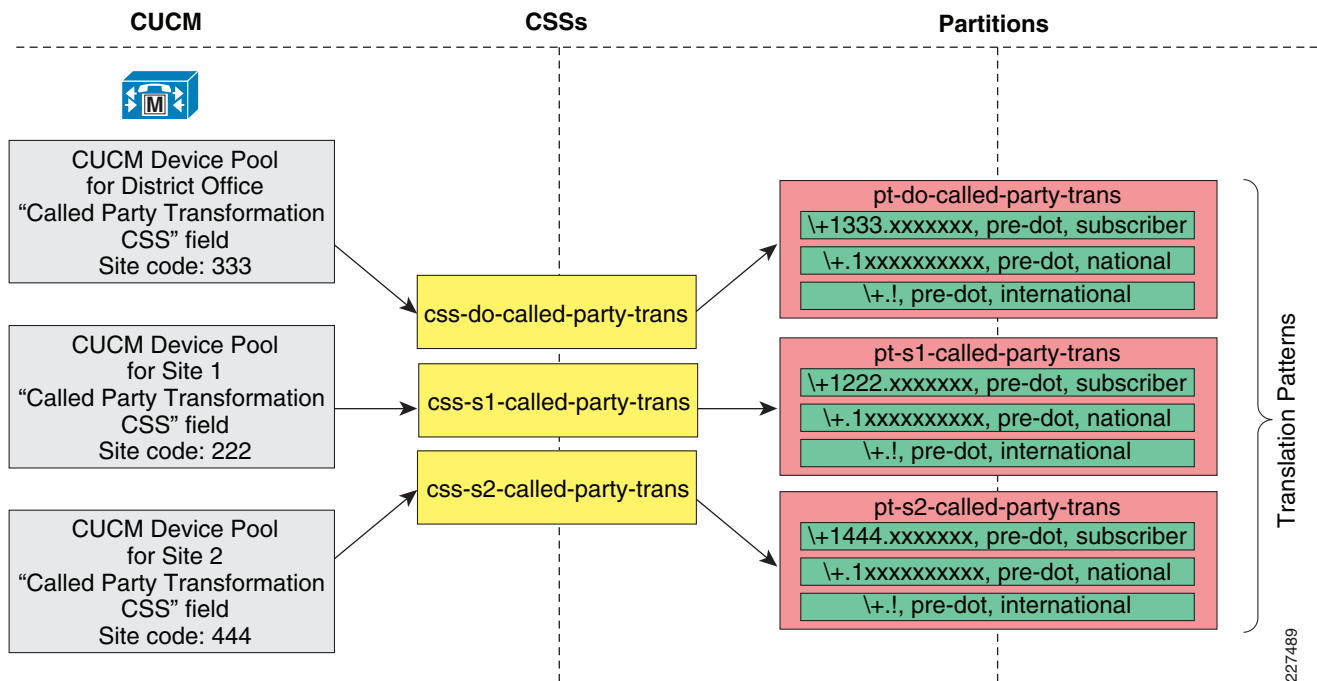 CUCM
CSSs
Partitions
M
CUCM Device Pool
for District Office
“Called Party Transformation
CSS” field
Site code: 333
CUCM Device Pool
for Site 1
“Called Party Transformation
CSS” field
Site code: 222
CUCM Device Pool
for Site 2
“Called Party Transformation
CSS” field
Site code: 444
css-do-called-party-trans
css-s1-called-party-trans
css-s2-called-party-trans
pt-do-called-party-trans
\+1333.xxxxxxx, pre-dot, subscriber
\+.1xxxxxxxxxx, pre-dot, national
\+.!, pre-dot, international
pt-s1-called-party-trans
\+1222.xxxxxxx, pre-dot, subscriber
\+.1xxxxxxxxxx, pre-dot, national
\+.!, pre-dot, international
pt-s2-called-party-trans
\+1444.xxxxxxx, pre-dot, subscriber
\+.1xxxxxxxxxx, pre-dot, national
\+.!, pre-dot, international
Translation Patterns
227489